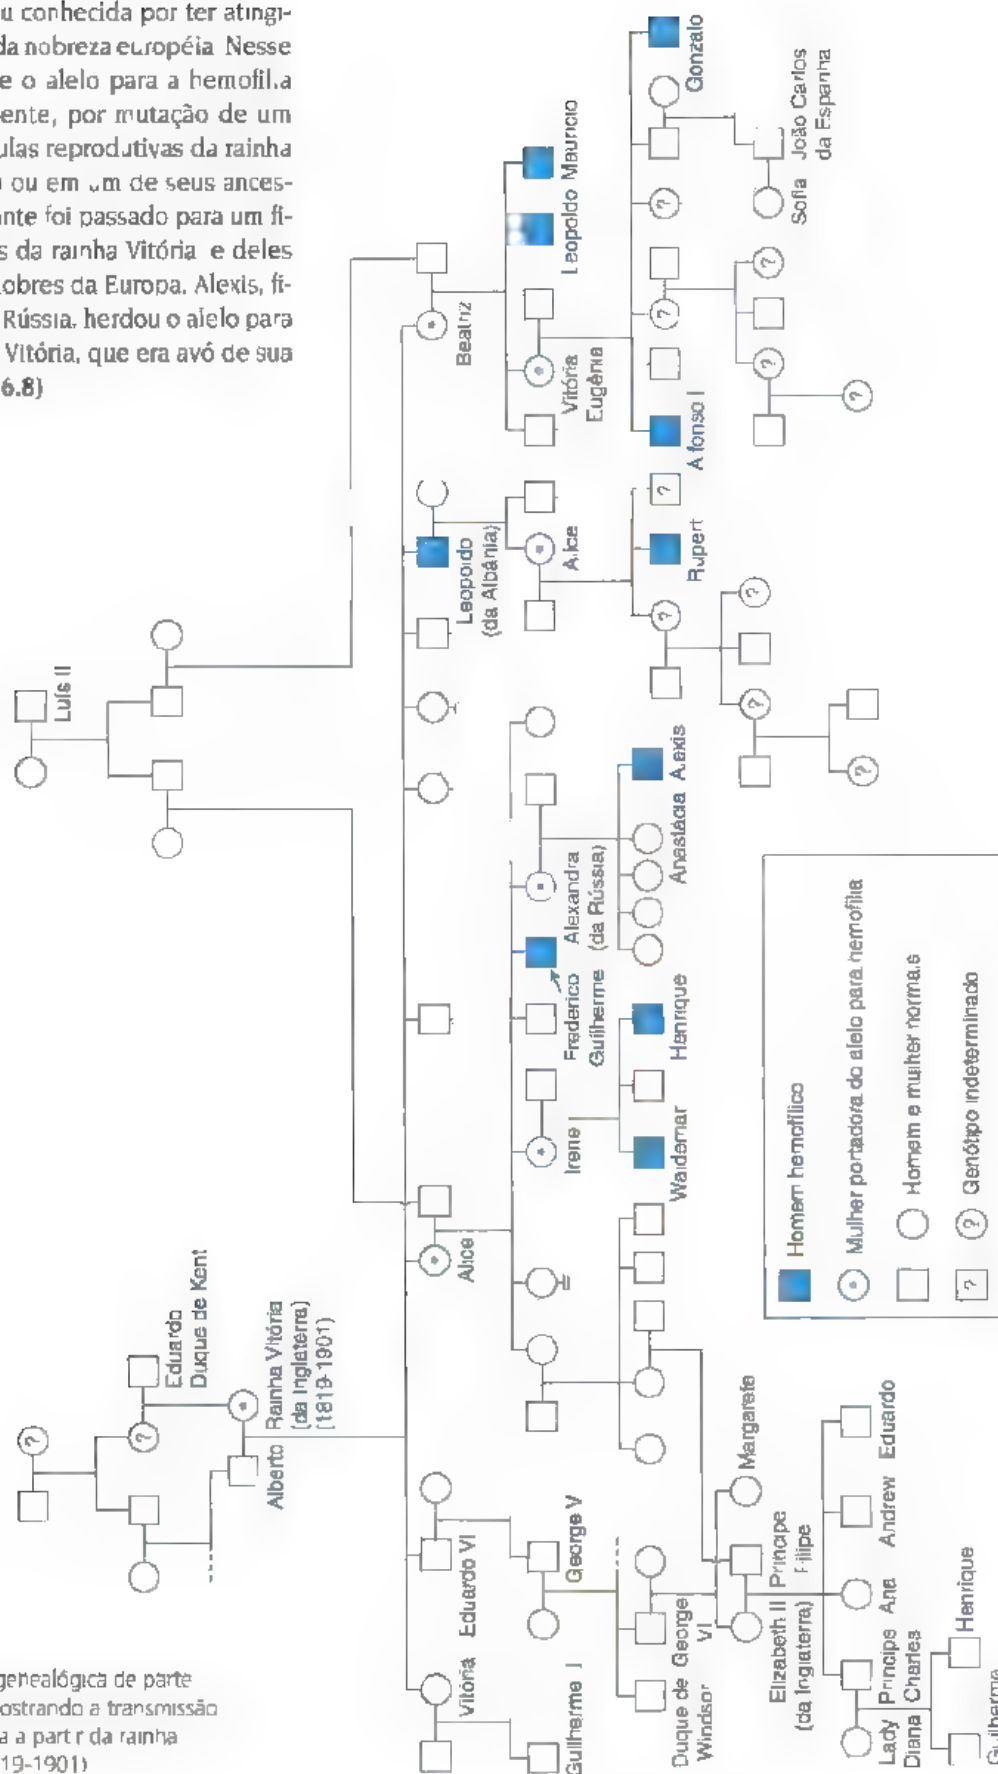 u conhecida por ter atingi-
da nobreza européia Nesse
e o alelo para a hemofilia
ente, por mutação de um
ulas reprodutivas da rainha
ou em um de seus ances-
ante foi passado para um fi-
s da rainha Vitória e deles
obres da Europa. Alexis, fi-
Rússia, herdou o alelo para
Vitória, que era avó de sua
6.8)
Luís II
Eduardo
Duque de Kent
Alberto
Rainha Vitória
(da Inglaterra)
(1819-1901)
Vitória
Eduardo VI
Alice
Leopoldo
(da Albânia)
Beatriz
Guilherme I
George V
Irene
Frederico
Guilherme
Alexandra
(da Rússia)
Alice
Vitória
Eugênia
Leopoldo
Maurício
Duque de
Windsor
George
VI
Waldemar
Henrique
Anastácia
Alexis
Rupert
Afonso I
Gonzalo
Elizabeth II
(da Inglaterra)
Príncipe
Filipe
Margarete
Sofia
João Carlos
da Espanha
Lady
Diana
Príncipe
Charles
Ana
Andrew
Eduardo
Guilherme
Henrique
Homem hemofílico
Mulher portadora do alelo para hemofilia
Homem e mulher normais
? Genótipo indeterminado
genealógica de parte
ostrando a transmissão
a a partir da rainha
19-1901)